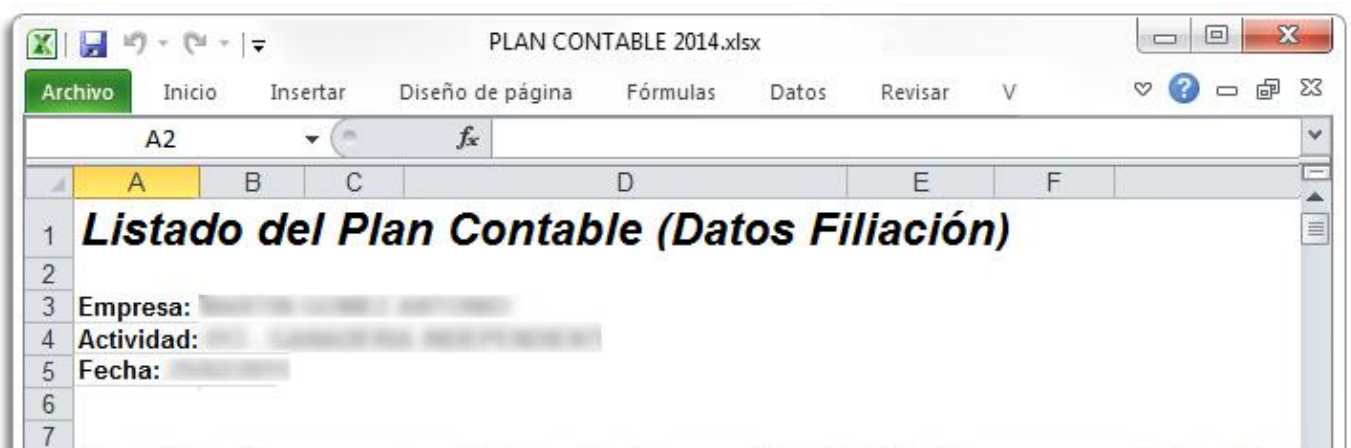 PLAN CONTABLE 2014.xlsx
Archivo Inicio Insertar Diseño de página Fórmulas Datos Revisar V
A2 fx
A B C D E F
1 Listado del Plan Contable (Datos Filiación)
2
3 Empresa:
4 Actividad:
5 Fecha:
6
7